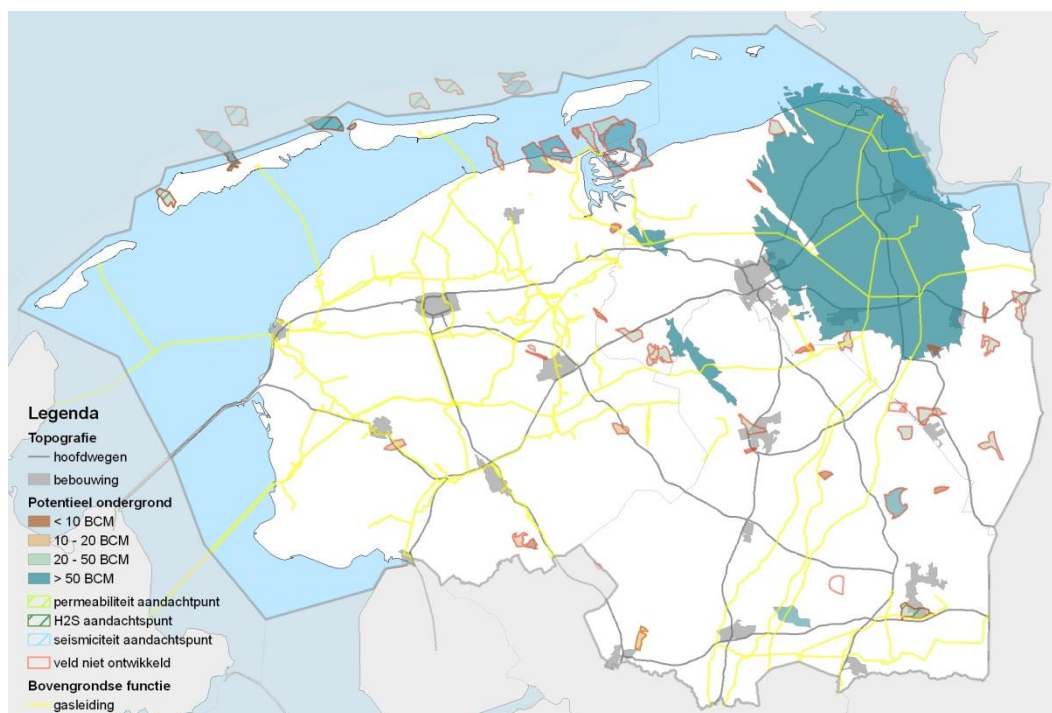 Legenda
Topografie
hoofdwegen
bebouwing
Potentieel ondergrond
< 10 BCM
10 - 20 BCM
20 - 50 BCM
> 50 BCM
permeabiliteit aandachtpunt
H2S aandachtspunt
seismiciteit aandachtspunt
veld niet ontwikkeld
Bovengrondse functie
gasleiding